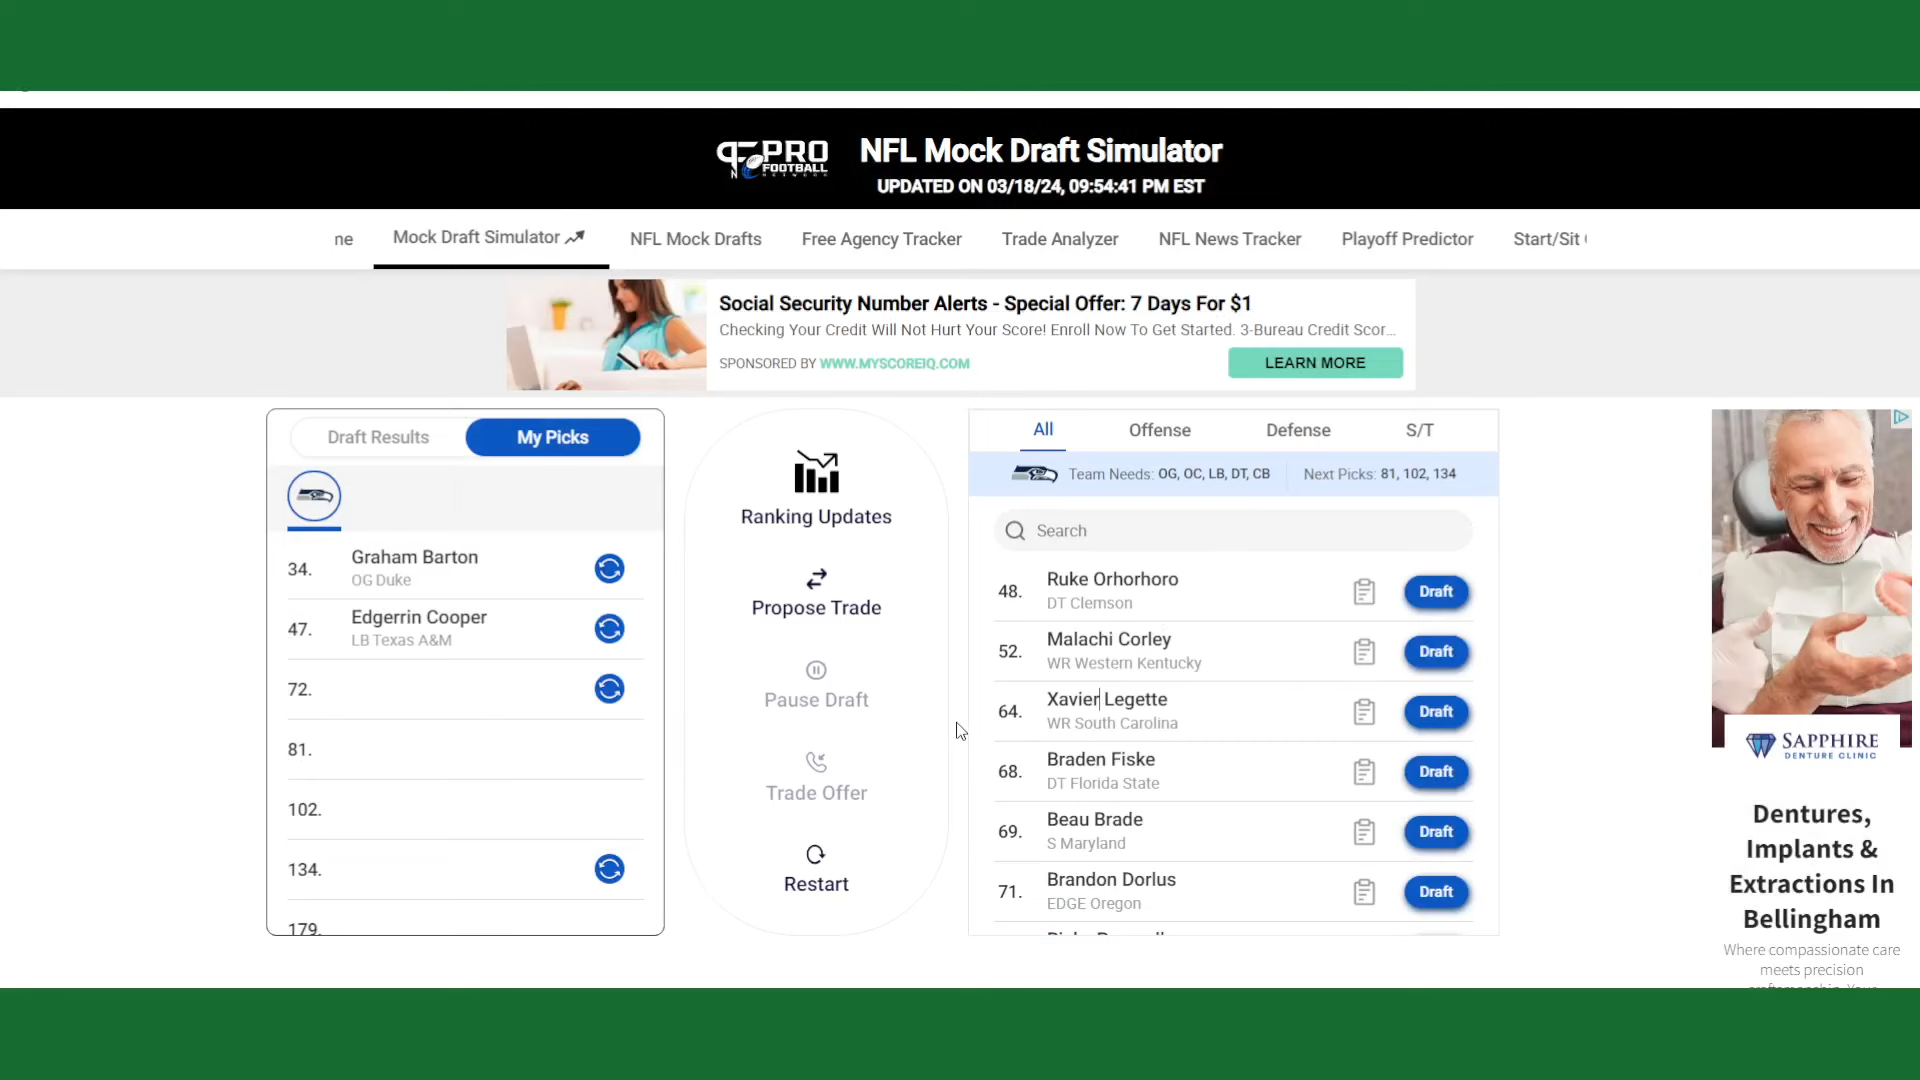 PRO
FOOTBALL
NETWORK
NFL Mock Draft Simulator
UPDATED ON 03/18/24, 09:54:41 PM EST
ne
Mock Draft Simulator
NFL Mock Drafts
Free Agency Tracker
Trade Analyzer
NFL News Tracker
Playoff Predictor
Start/Sit
Social Security Number Alerts - Special Offer: 7 Days For $1
Checking Your Credit Will Not Hurt Your Score! Enroll Now To Get Started. 3-Bureau Credit Scor...
SPONSORED BY WWW.MYSCOREIQ.COM
LEARN MORE
Draft Results
My Picks
34.
Graham Barton
OG Duke
47.
Edgerrin Cooper
LB Texas A&M
72.
81.
102.
134.
179.
Ranking Updates
Propose Trade
Pause Draft
Trade Offer
Restart
All
Offense
Defense
S/T
Team Needs: OG, OC, LB, DT, CB
Next Picks: 81, 102, 134
Search
48.
Ruke Orhorhoro
DT Clemson
Draft
52.
Malachi Corley
WR Western Kentucky
Draft
64.
Xavier Legette
WR South Carolina
Draft
68.
Braden Fiske
DT Florida State
Draft
69.
Beau Brade
S Maryland
Draft
71.
Brandon Dorlus
EDGE Oregon
Draft
SAPPHIRE
DENTURE CLINIC
Dentures,
Implants &
Extractions In
Bellingham
Where compassionate care
meets precision